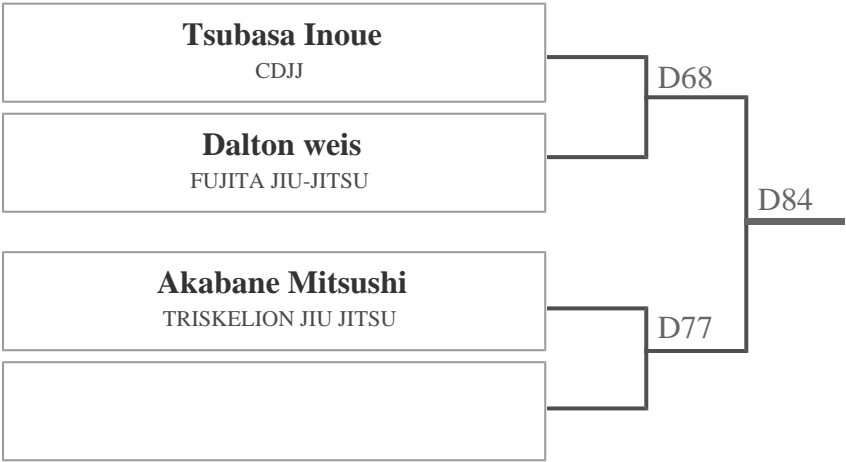 Tsubasa Inoue
CDJJ
D68
Dalton weis
FUJITA JIU-JITSU
D84
Akabane Mitsushi
TRISKELION JIU JITSU
D77